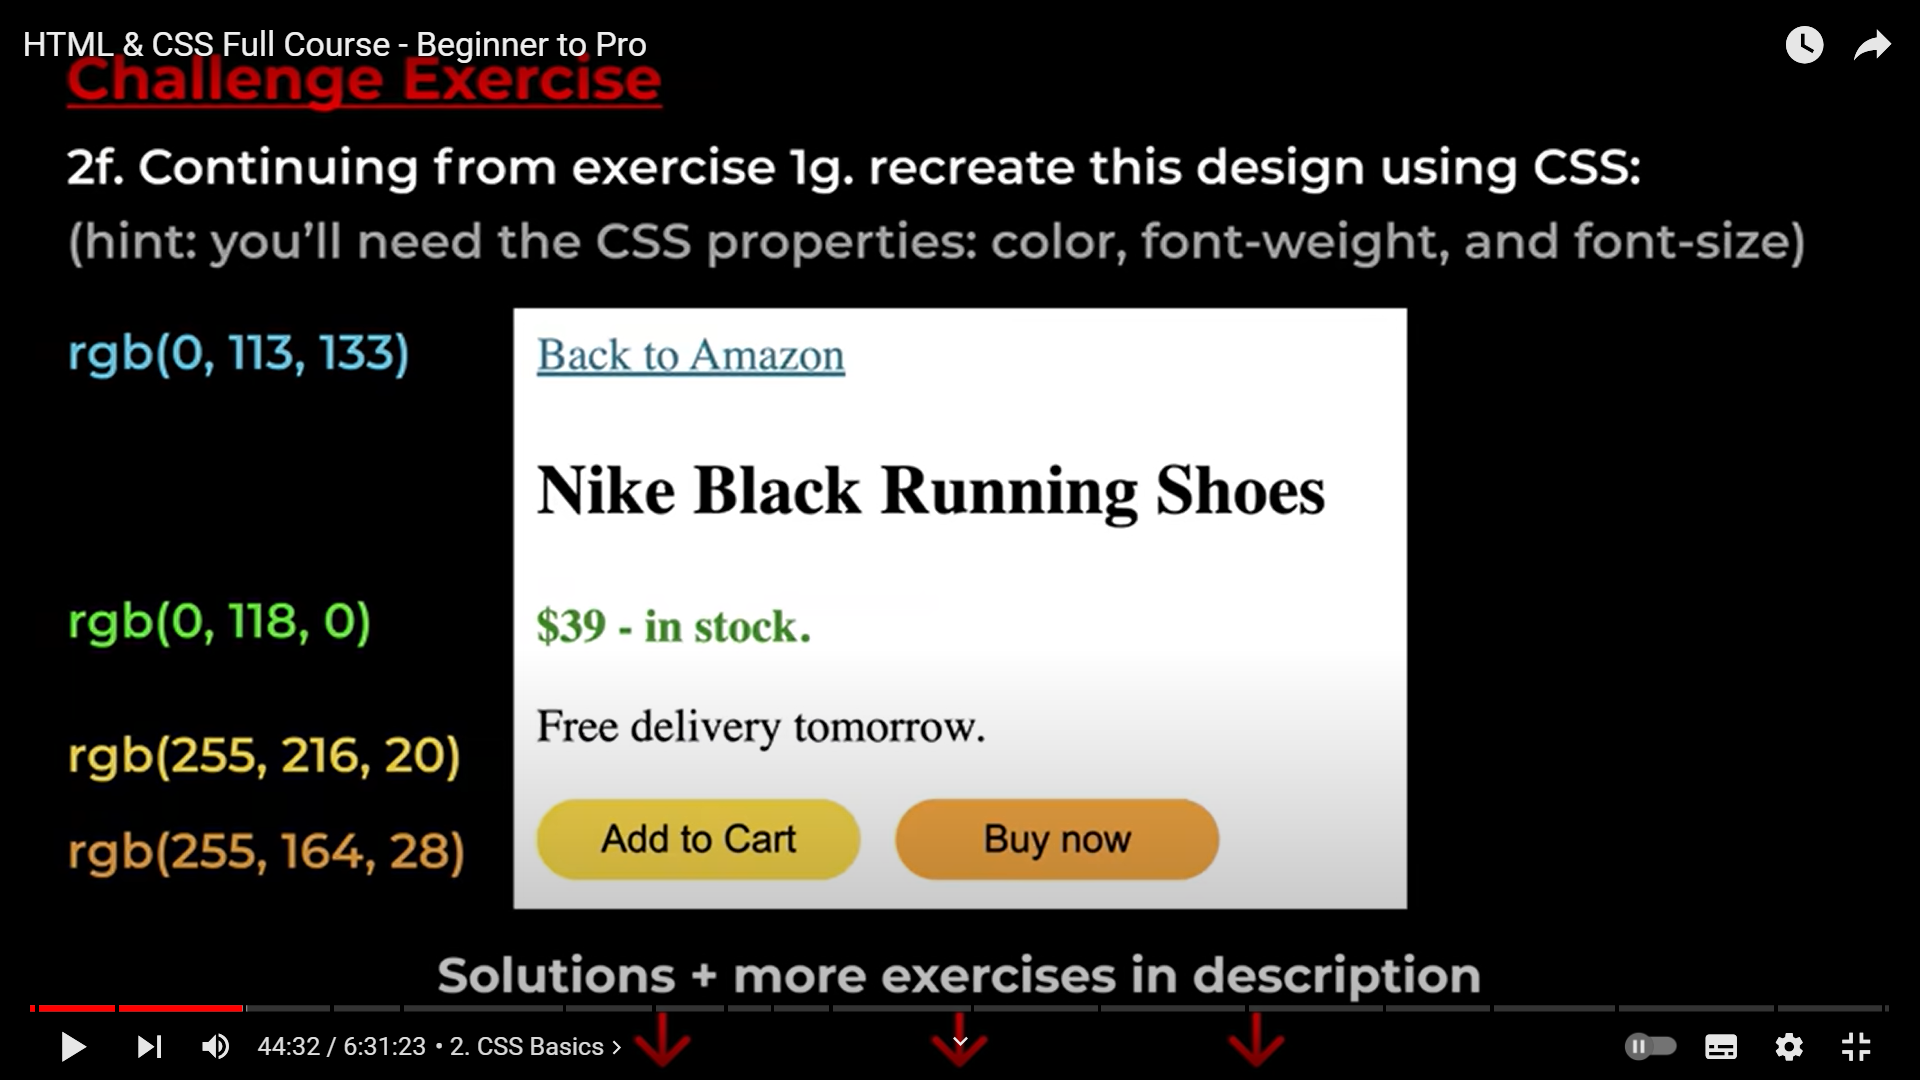 HTML & CSS Full Course - Beginner to Pro
Challenge Exercise
2f. Continuing from exercise 1g. recreate this design using CSS:
(hint: you'll need the CSS properties: color, font-weight, and font-size)
rgb(0, 113, 133)
Back to Amazon
Nike Black Running Shoes
rgb(0, 118, 0)
$39 - in stock.
Free delivery tomorrow.
rgb(255, 216, 20)
rgb(255, 164, 28)
Add to Cart
Buy now
Solutions + more exercises in description
44:32 / 6:31:23 • 2. CSS Basics >